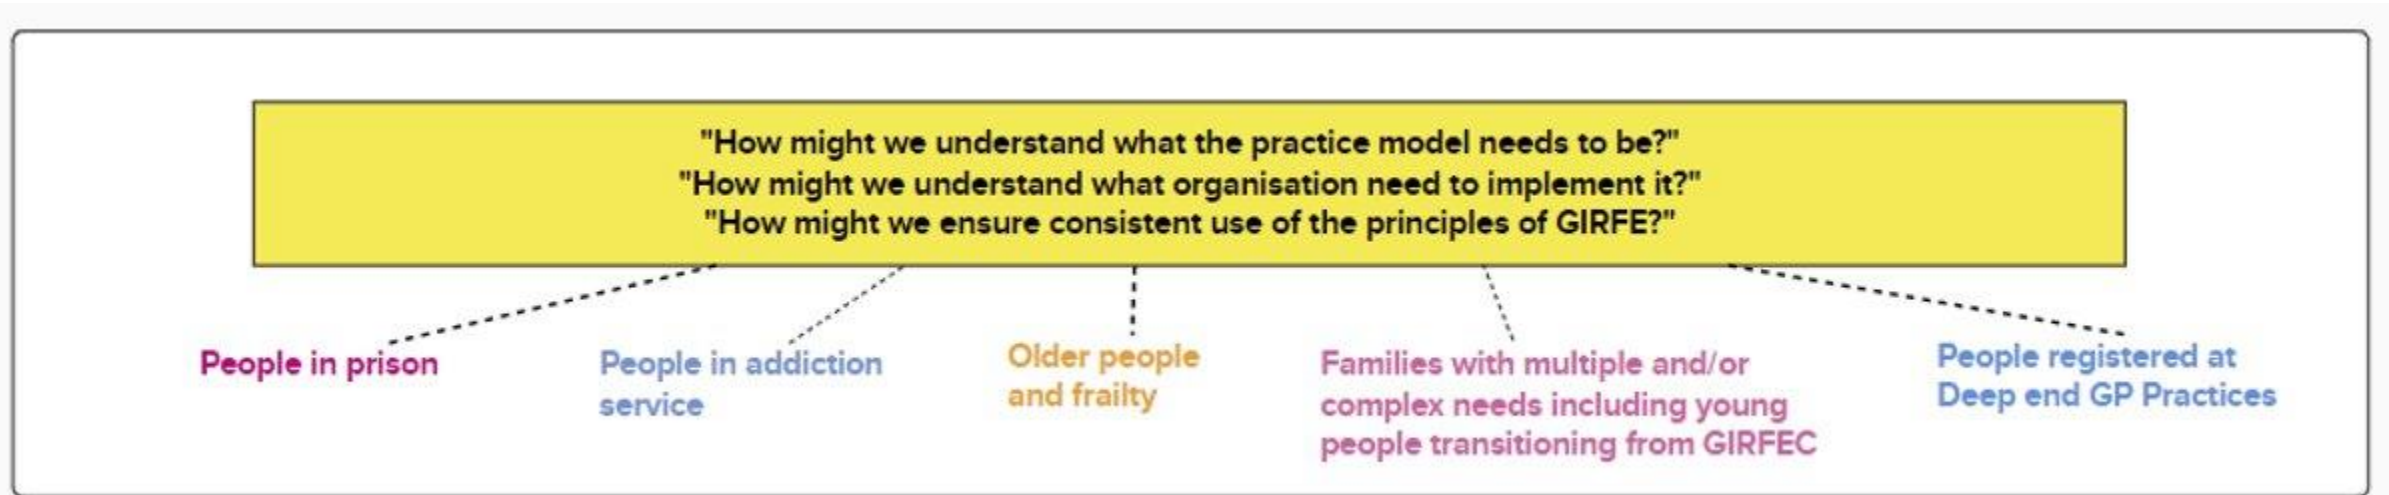 "How might we understand what the practice model needs to be?"
"How might we understand what organisation need to implement it?"
"How might we ensure consistent use of the principles of GIRFE?"
People in prison
People in addiction
service
Older people
and frailty
Families with multiple and/or
complex needs including young
people transitioning from GIRFEC
People registered at
Deep end GP Practices